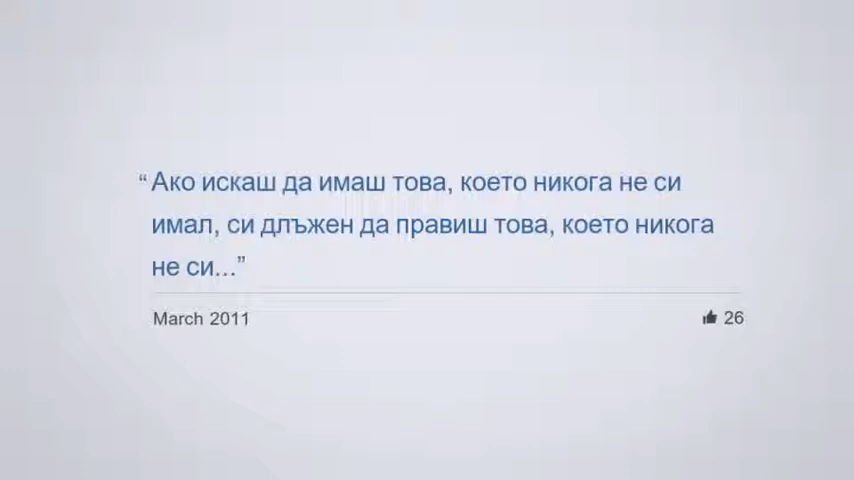 “Ако искаш да имаш това, което никога не си
имал, си длъжен да правиш това, което никога
не си...”
March 2011
26